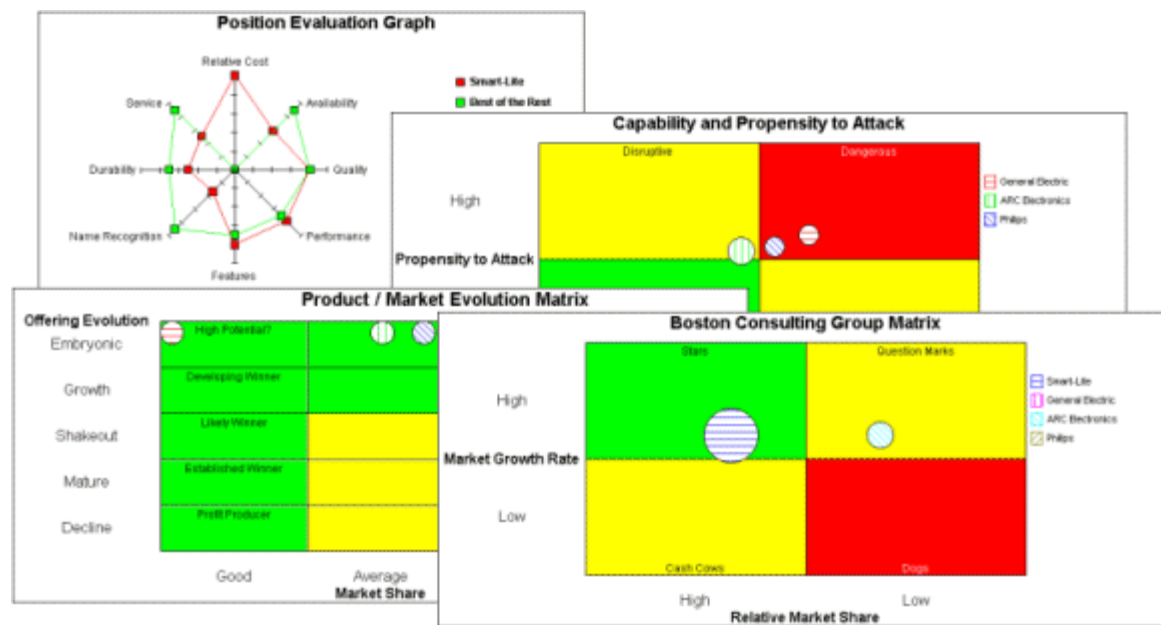 Position Evaluation Graph
Relative Cost
Service
Availability
Durability
Quality
Name Recognition
Performance
Features
Smart-Lite
Best of the Rest
Capability and Propensity to Attack
Disruptive
Dangerous
High
Propensity to Attack
General Electric
ARC Electronics
Philips
Product / Market Evolution Matrix
Offering Evolution
Embryonic
High Potential?
Growth
Developing Winner
Shakeout
Likely Winner
Mature
Established Winner
Decline
Profit Producer
Good
Average
Market Share
Boston Consulting Group Matrix
Stars
Question Marks
High
Market Growth Rate
Low
Cash Cows
Dogs
High
Low
Relative Market Share
Smart-Lite
General Electric
ARC Electronics
Philips